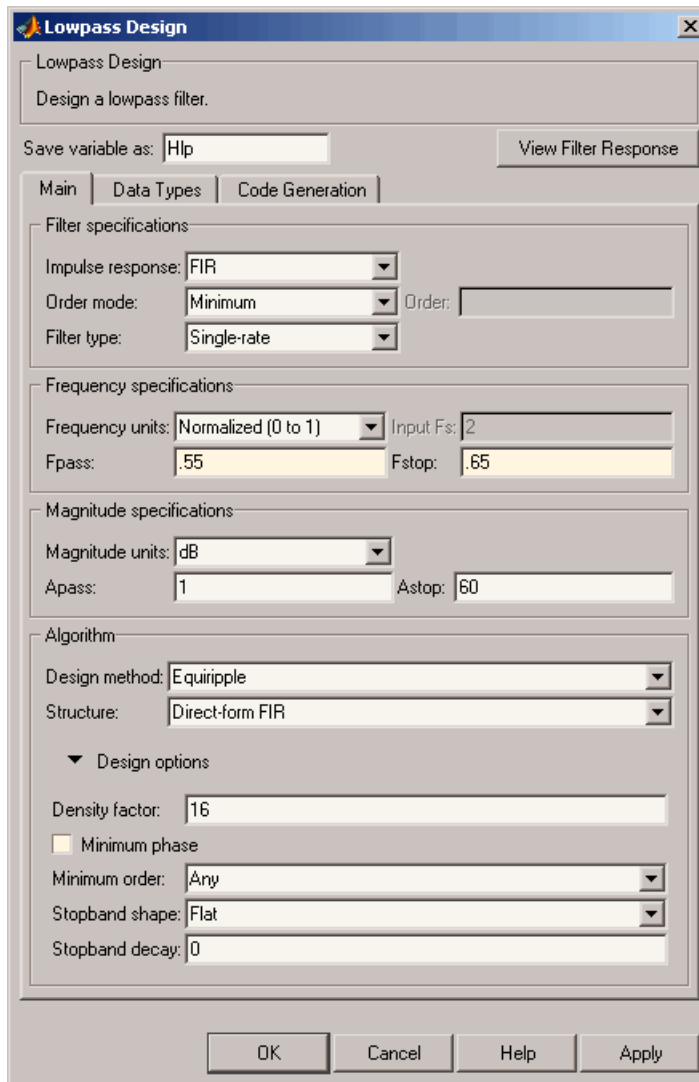 Lowpass Design
Lowpass Design
Design a lowpass filter.
Save variable as: Hlp View Filter Response
Main Data Types Code Generation
Filter specifications
Impulse response: FIR
Order mode: Minimum Order:
Filter type: Single-rate
Frequency specifications
Frequency units: Normalized (0 to 1) Input Fs: 2
Fpass: .55 Fstop: .65
Magnitude specifications
Magnitude units: dB
Apass: 1 Astop: 60
Algorithm
Design method: Equiripple
Structure: Direct-form FIR
Design options
Density factor: 16
Minimum phase
Minimum order: Any
Stopband shape: Flat
Stopband decay: 0
OK Cancel Help Apply